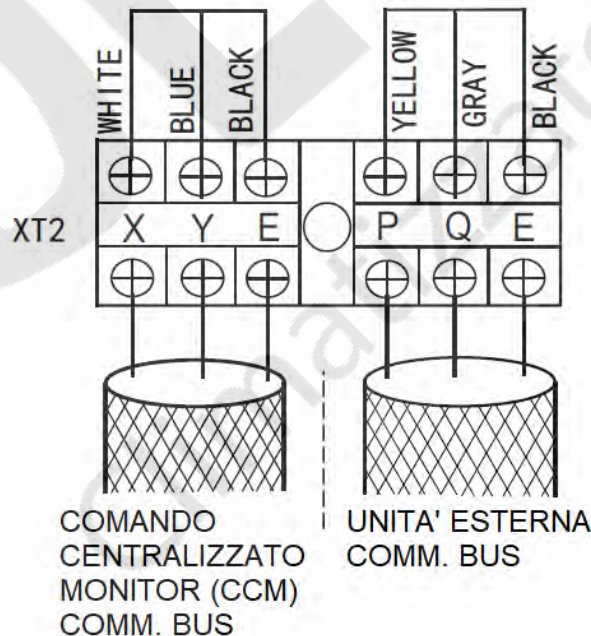 WHITE
BLUE
BLACK
YELLOW
GRAY
BLACK
XT2
X Y E P Q E
COMANDO
CENTRALIZZATO
MONITOR (CCM)
COMM. BUS
UNITA' ESTERNA
COMM. BUS